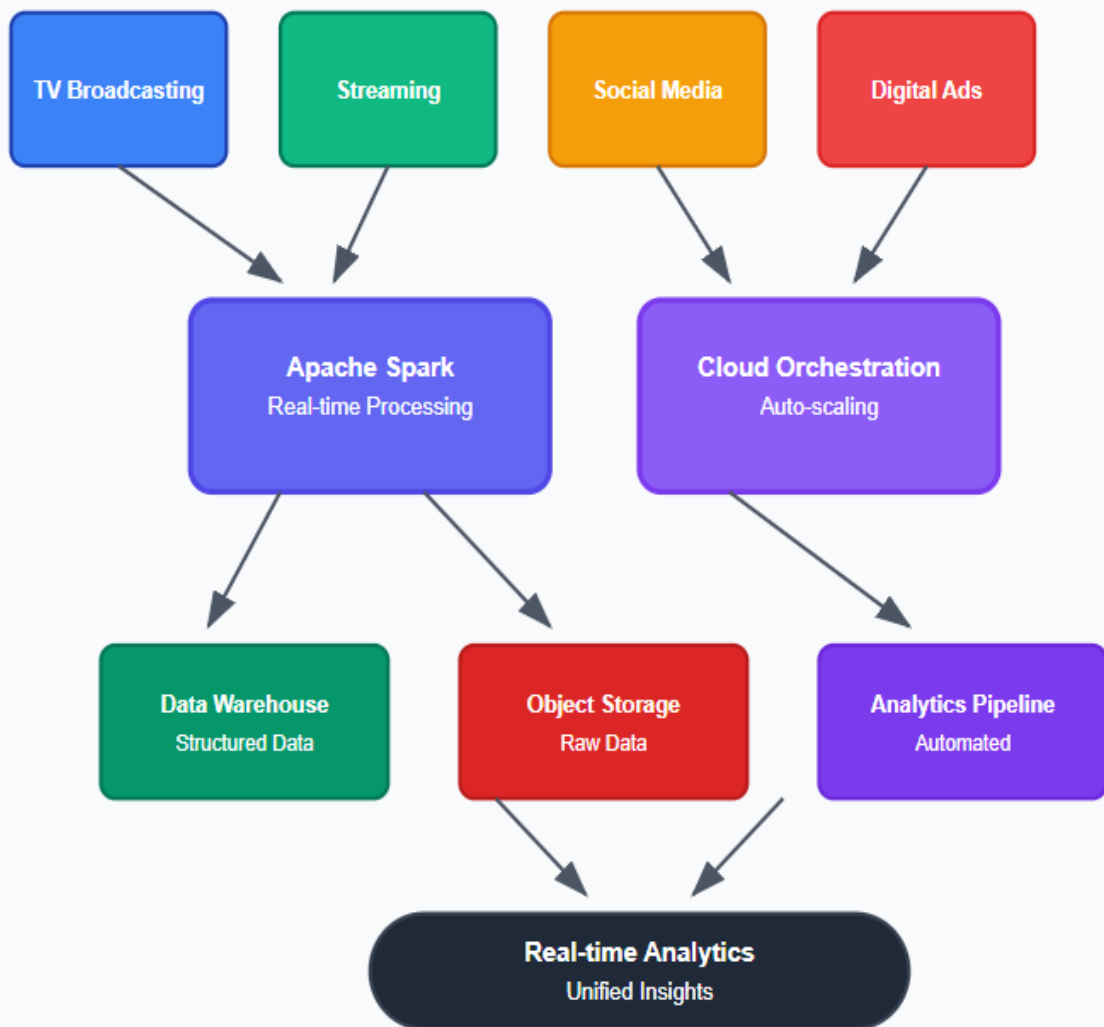 TV Broadcasting
Streaming
Social Media
Digital Ads
Apache Spark
Real-time Processing
Cloud Orchestration
Auto-scaling
Data Warehouse
Structured Data
Object Storage
Raw Data
Analytics Pipeline
Automated
Real-time Analytics
Unified Insights